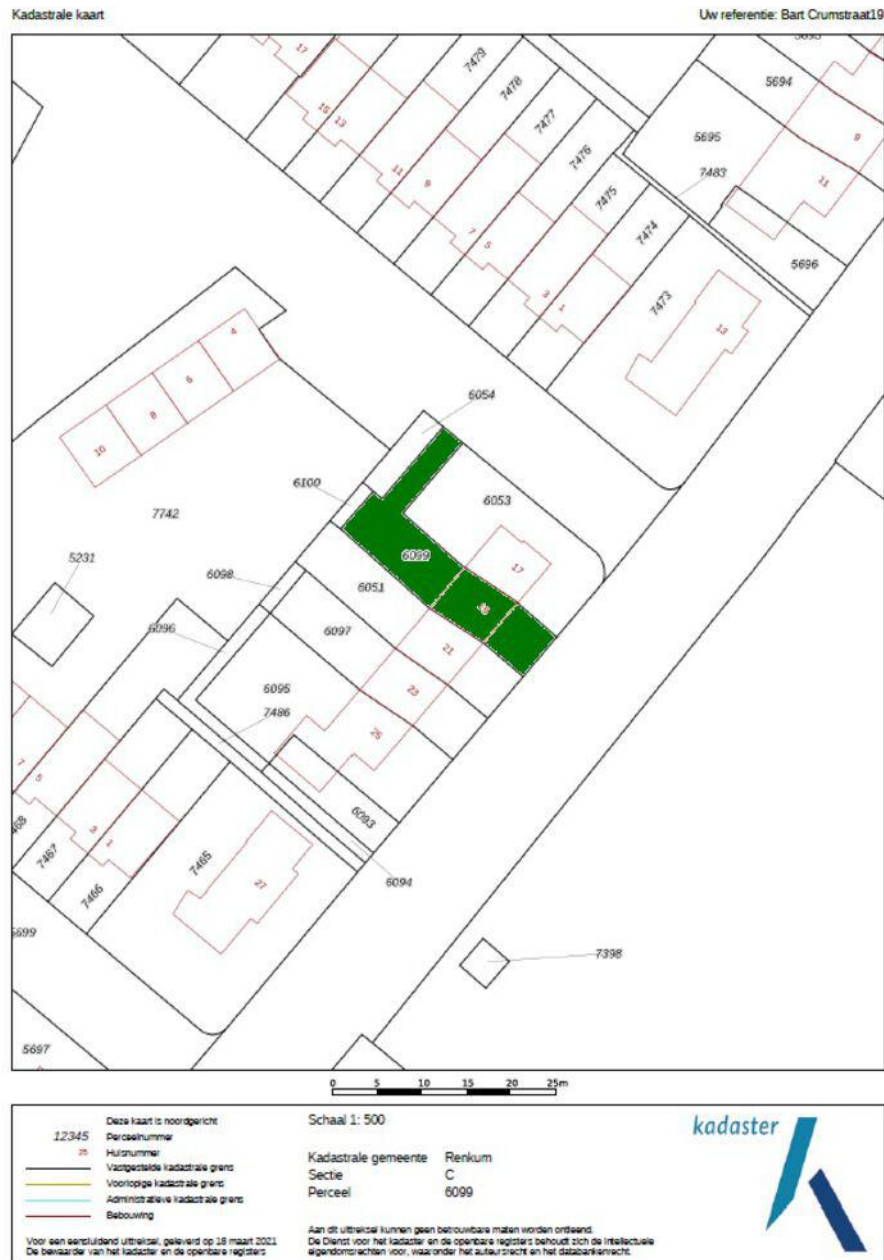 Kadastrale kaart
Uw referentie: Bart Crumstraat19
17
15
13
11
9
7
5
3
1
7479
7478
7477
7476
7475
7474
7473
13
5694
5695
7483
9
11
5696
4
6
8
10
7742
6054
6100
6053
6099
17
5231
6098
6051
6096
6097
21
6095
23
7486
25
7
5
3
1
7467
7466
7465
27
6093
6094
7398
5697
0 5 10 15 20 25m
Deze kaart is noordgericht
12345 Perceelnummer
25 Huisnummer
Vastgestelde kadastrale grens
Voorlopige kadastrale grens
Administratieve kadastrale grens
Bebouwing
Voor een eensluidend uittreksel, geleverd op 18 maart 2021
De bewaarder van het kadaster en de openbare registers
Schaal 1: 500
Kadastrale gemeente Renkum
Sectie C
Perceel 6099
Aan dit uittreksel kunnen geen betrouwbare maten worden ontleend.
De Dienst voor het kadaster en de openbare registers behoudt zich de intellectuele
eigendomsrechten voor, waaronder het auteursrecht en het databankenrecht.
kadaster